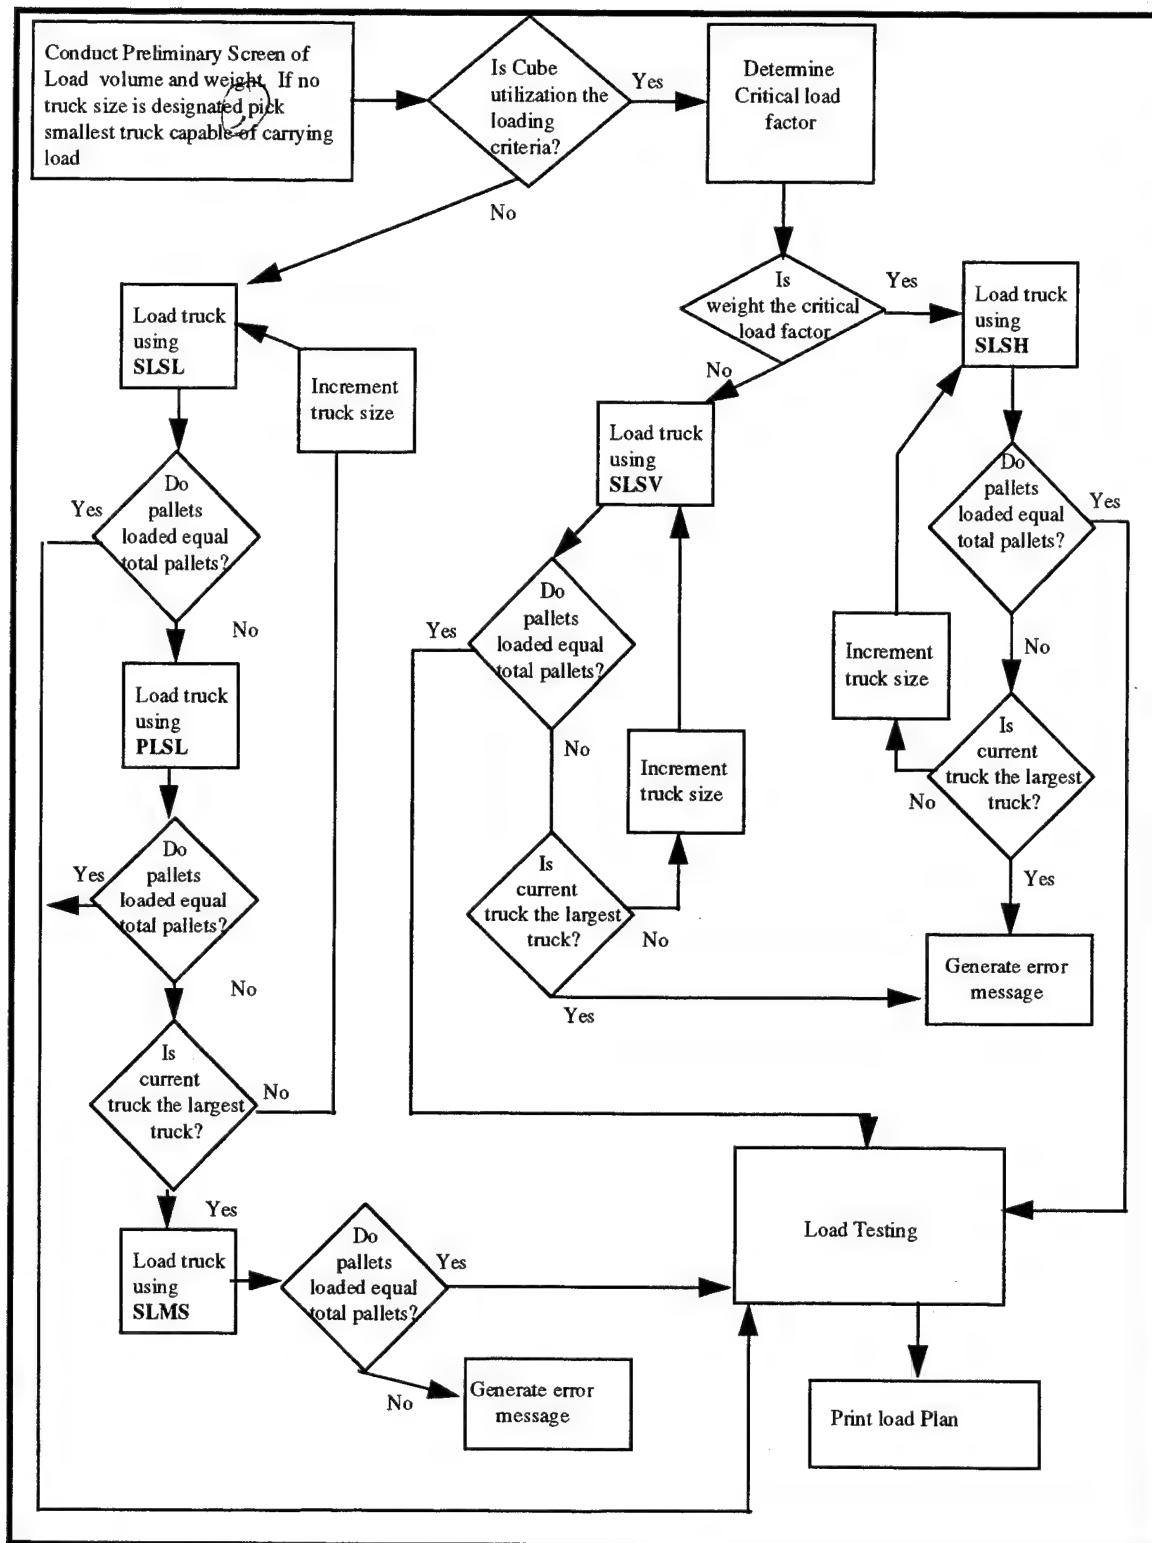 Conduct Preliminary Screen of
Load volume and weight. If no
truck size is designated pick
smallest truck capable of carrying
load
Is Cube
utilization the
loading
criteria?
Yes
Determine
Critical load
factor
No
Is
weight the critical
load factor
Yes
Load truck
using
SLSH
No
Load truck
using
SLSL
Increment
truck size
Load truck
using
SLSV
Do
pallets
loaded equal
total pallets?
Yes
No
Do
pallets
loaded equal
total pallets?
Yes
No
Do
pallets
loaded equal
total pallets?
Yes
No
Increment
truck size
Load truck
using
PLSL
Increment
truck size
Is
current
truck the largest
truck?
No
Yes
Do
pallets
loaded equal
total pallets?
Yes
No
Is
current
truck the largest
truck?
No
Yes
Generate error
message
Is
current
truck the largest
truck?
No
Yes
Load truck
using
SLMS
Do
pallets
loaded equal
total pallets?
Yes
No
Generate error
message
Load Testing
Print load Plan